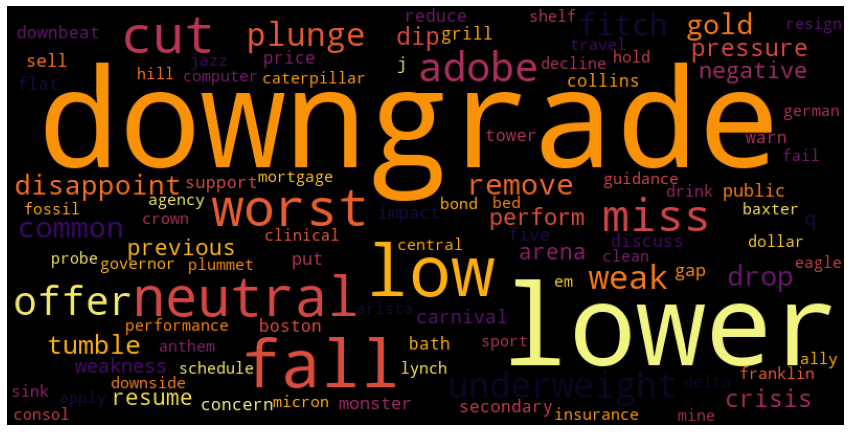 downbeat cut plunge reduce shelf fitch gold resign
sell jazz price dip grill travel hold pressure
flat hill computer caterpillar j adobe decline collins negative
downgrade
tower german warn fail
disappoint support mortgage remove guidance drink public
fossil agency worst impact bond bed perform miss baxter q
common crown clinical central five discuss dollar
previous low arena clean eagle
probe governor plummet put em weak gap drop
offer neutral arista carnival lower
performance boston sport
tumble anthem fall bath ally
weakness schedule lynch underweight delta franklin
sink downside apply resume concern micron monster secondary crisis
consol insurance mine